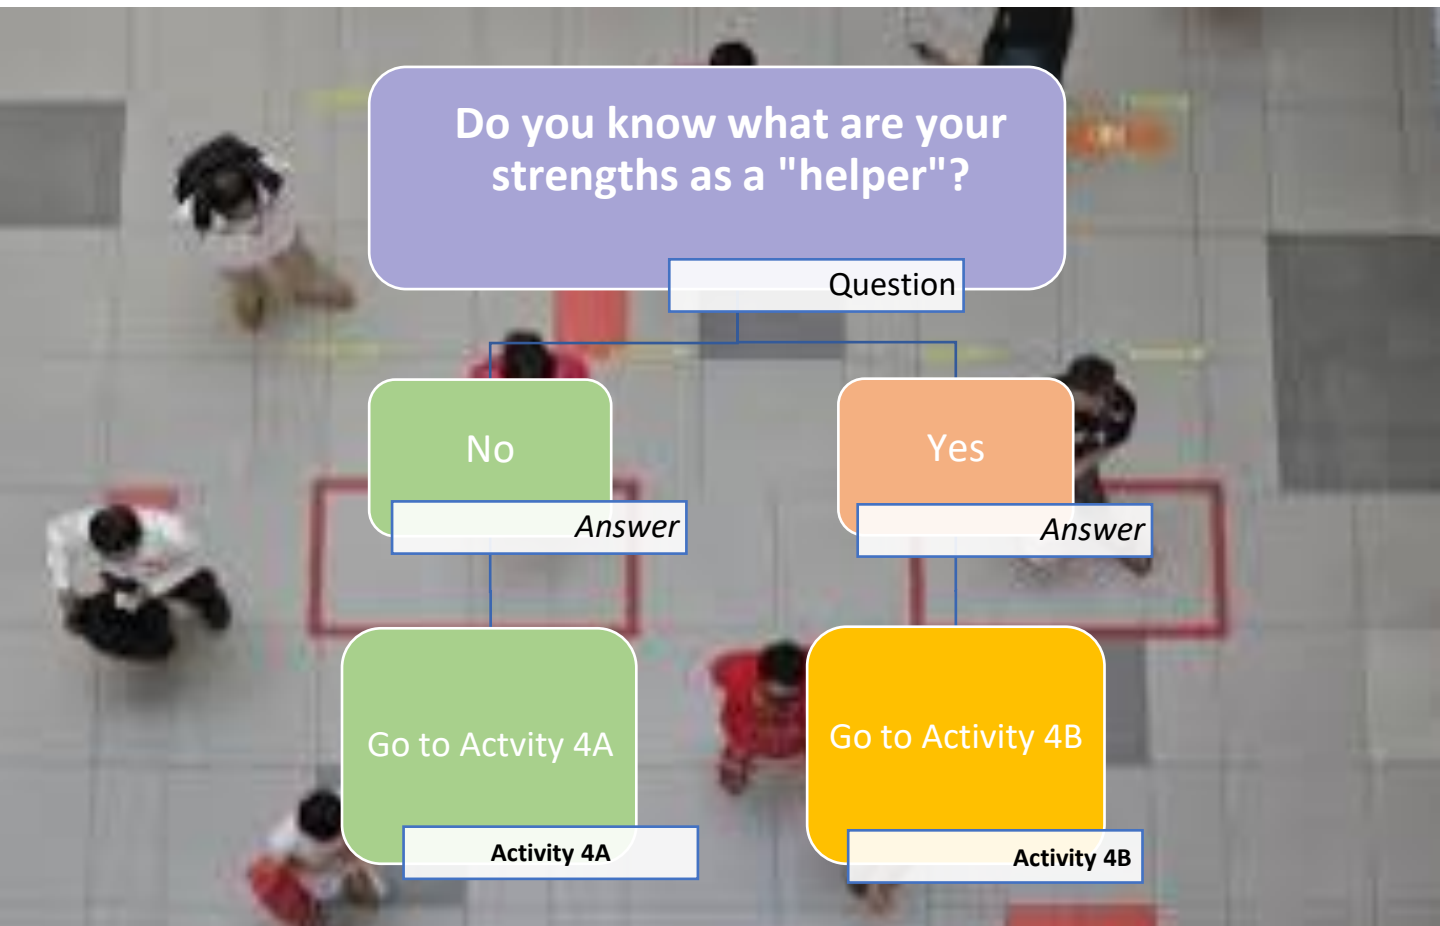 Do you know what are your
strengths as a "helper"?
Question
No
Answer
Yes
Answer
Go to Actvity 4A
Activity 4A
Go to Activity 4B
Activity 4B